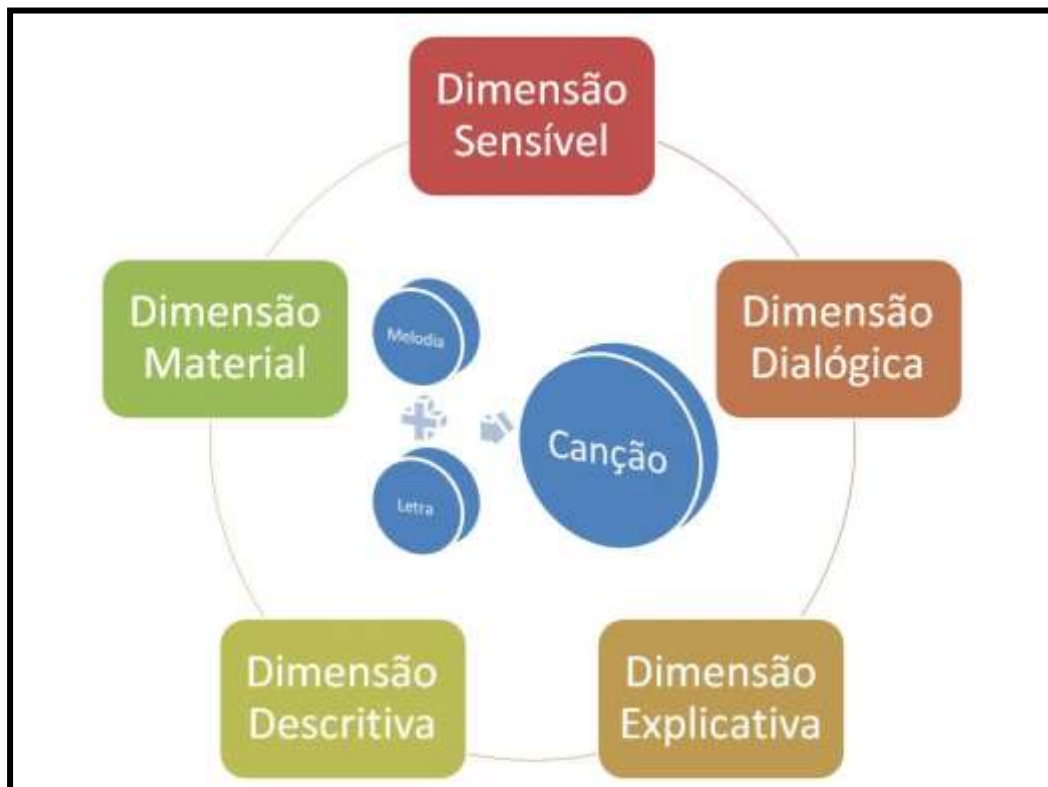 Dimensão
Sensível
Dimensão
Material
Melodia
Dimensão
Dialógica
Canção
Letra
Dimensão
Descritiva
Dimensão
Explicativa